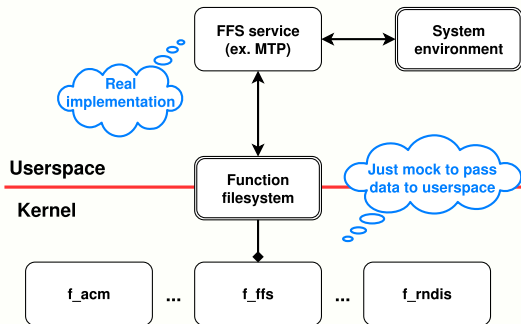 FFS service
(ex. MTP)
System
environment
Real
implementation
Userspace
Function
filesystem
Just mock to pass
data to userspace
Kernel
f_acm
...
f_ffs
...
f_rndis